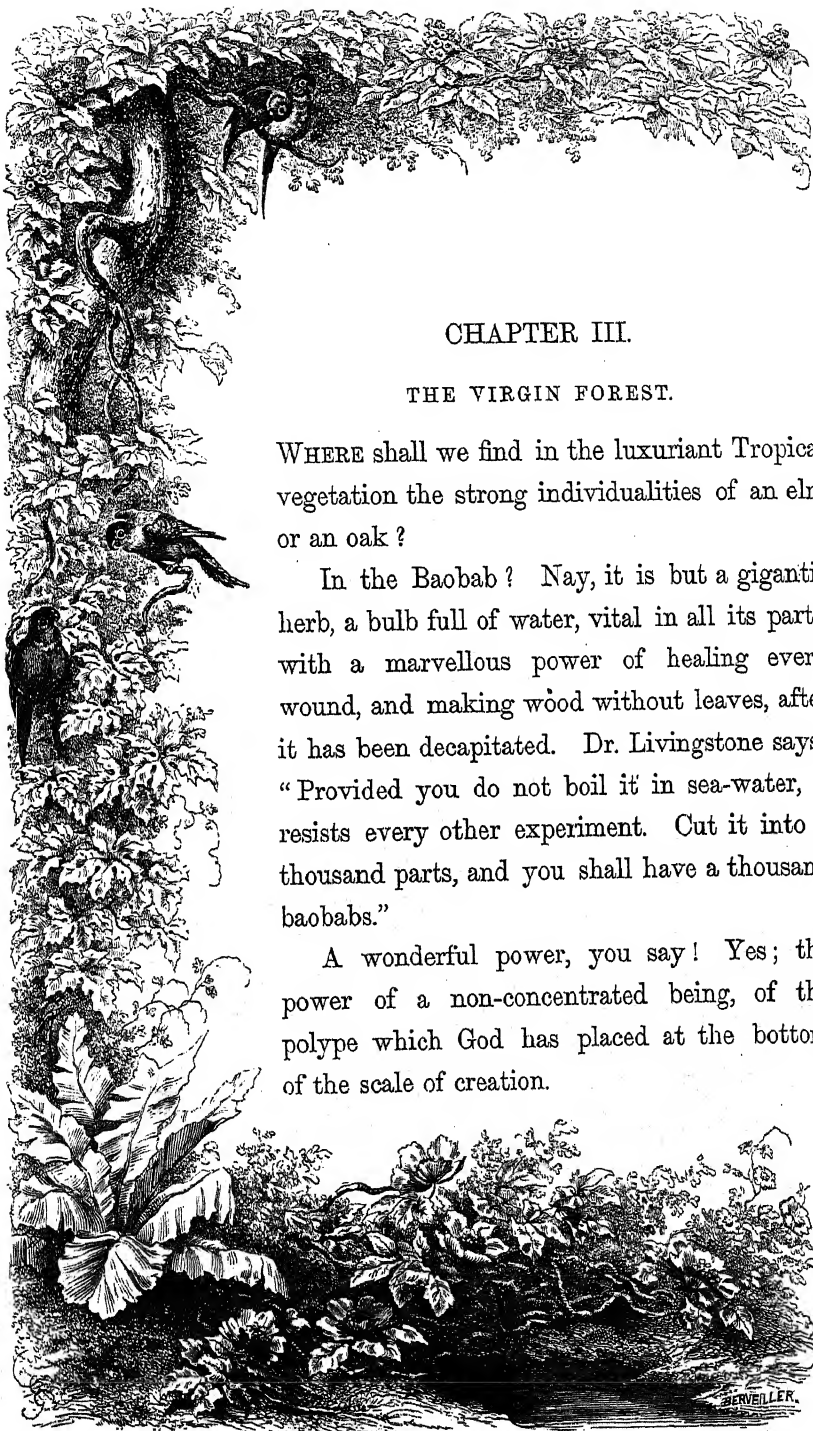 CHAPTER III.
THE VIRGIN FOREST.
WHERE shall we find in the luxuriant Tropica
vegetation the strong individualities of an elm
or an oak ?
In the Baobab ? Nay, it is but a giganti
herb, a bulb full of water, vital in all its part
with a marvellous power of healing ever
wound, and making wood without leaves, afte
it has been decapitated. Dr. Livingstone says
“Provided you do not boil it in sea-water,
resists every other experiment. Cut it into
thousand parts, and you shall have a thousan
baobabs.”
A wonderful power, you say ! Yes ; th
power of a non-concentrated being, of th
polype which God has placed at the botto
of the scale of creation.
BERVEILLER.